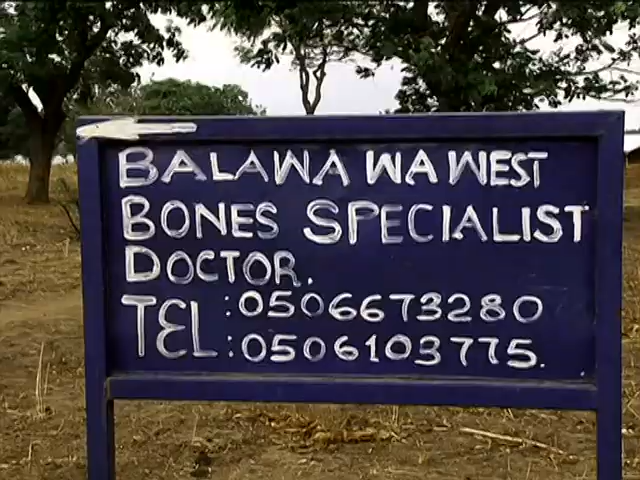 BALAWA WA WEST
BONES SPECIALIST
DOCTOR.
TEL : 0506673280
: 0506103775.